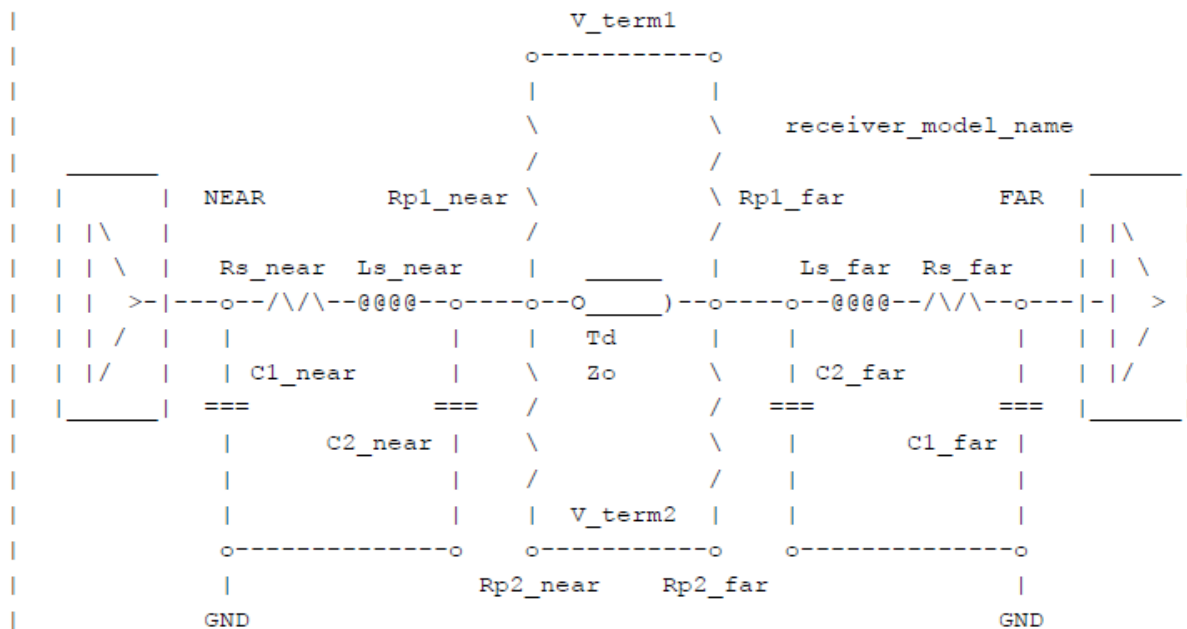 V_term1
receiver_model_name
NEAR Rp1_near Rp1_far FAR
Rs_near Ls_near Ls_far Rs_far
Td
C1_near Zo C2_far
C2_near C1_far
V_term2
Rp2_near Rp2_far
GND GND